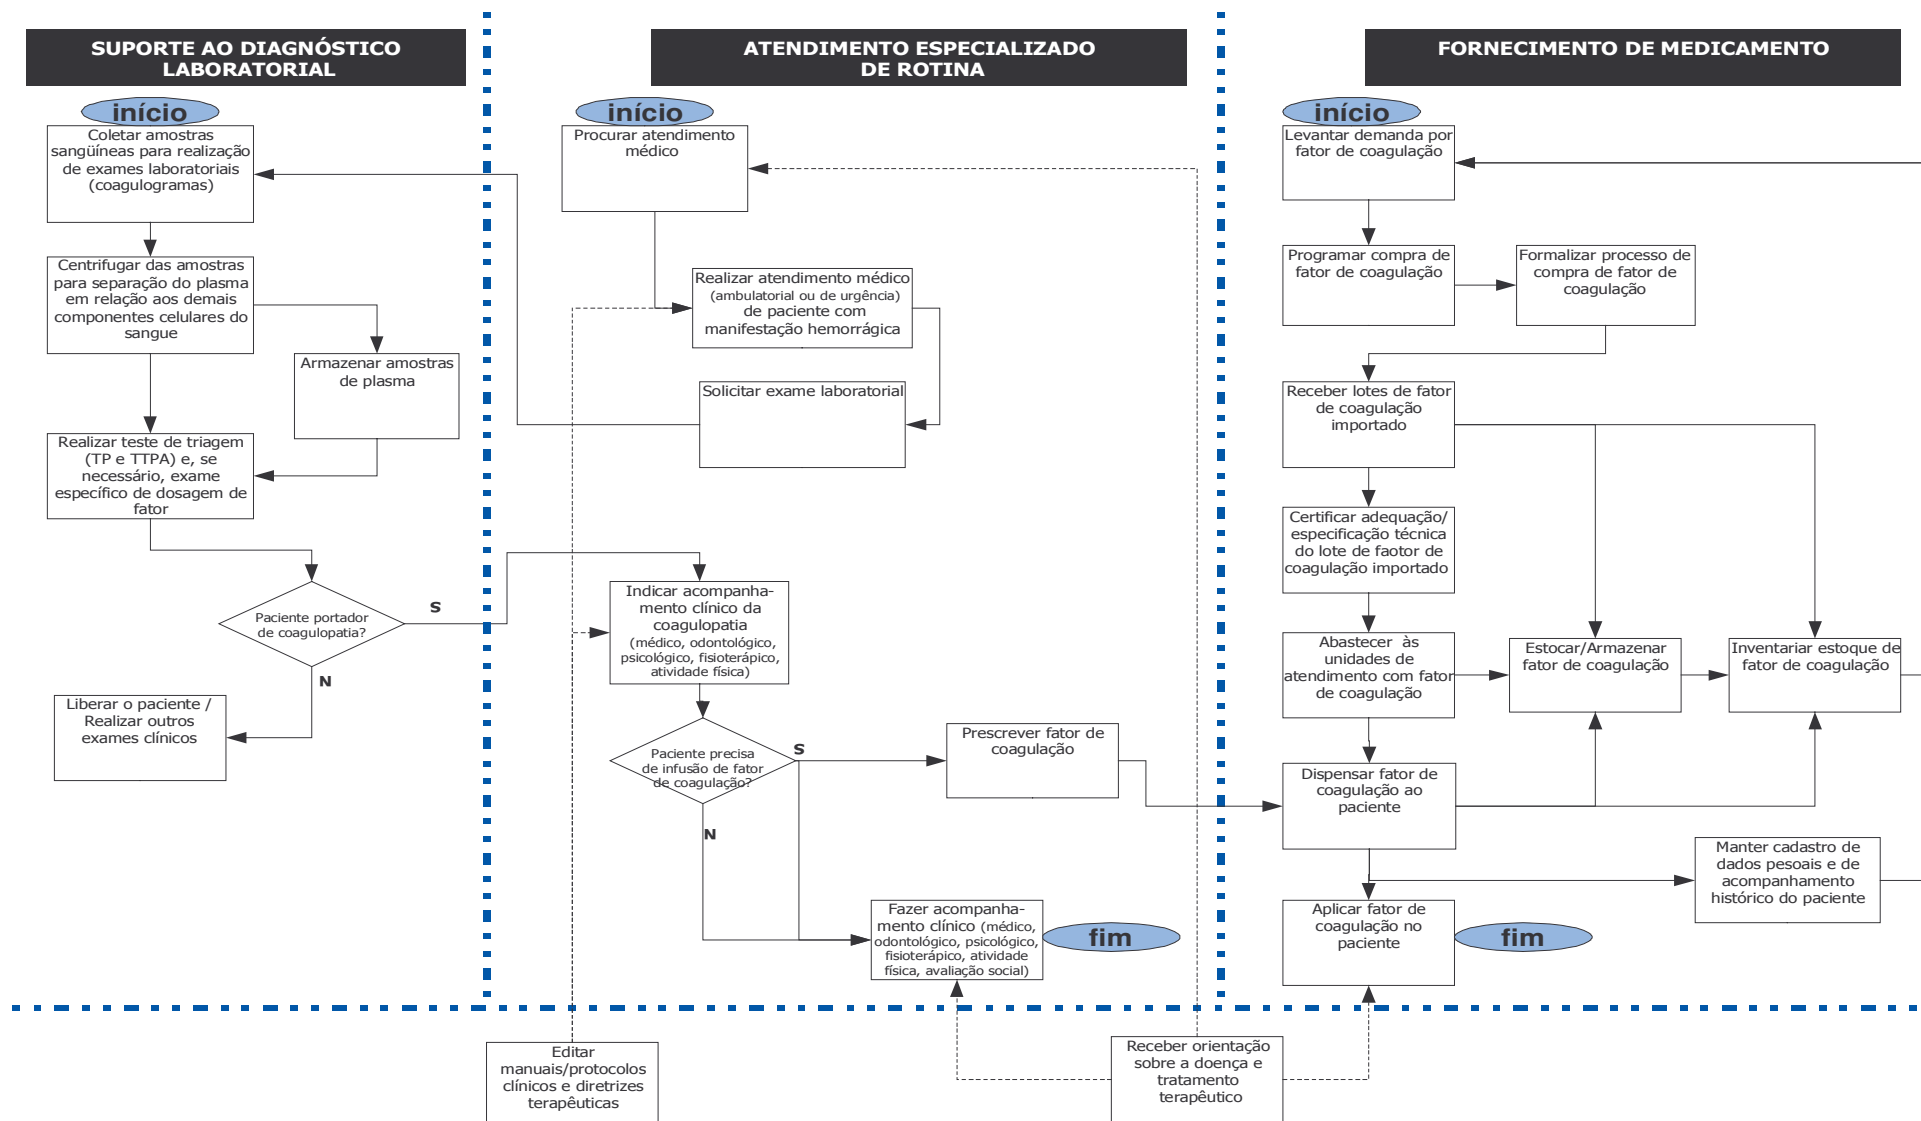 SUPORTE AO DIAGNÓSTICO
LABORATORIAL
início
Coletar amostras
sangüíneas para realização
de exames laboratoriais
(coagulogramas)
Centrifugar das amostras
para separação do plasma
em relação aos demais
componentes celulares do
sangue
Armazenar amostras
de plasma
Realizar teste de triagem
(TP e TTPA) e, se
necessário, exame
específico de dosagem de
fator
Paciente portador
de coagulopatia?
S
N
Liberar o paciente /
Realizar outros
exames clínicos
ATENDIMENTO ESPECIALIZADO
DE ROTINA
início
Procurar atendimento
médico
Realizar atendimento médico
(ambulatorial ou de urgência)
de paciente com
manifestação hemorrágica
Solicitar exame laboratorial
Indicar acompanha-
mento clínico da
coagulopatia
(médico, odontológico,
psicológico, fisioterápico,
atividade física)
Paciente precisa
de infusão de fator
de coagulação?
S
N
Prescrever fator de
coagulação
Fazer acompanha-
mento clínico (médico,
odontológico, psicológico,
fisioterápico, atividade
física, avaliação social)
fim
FORNECIMENTO DE MEDICAMENTO
início
Levantar demanda por
fator de coagulação
Programar compra de
fator de coagulação
Formalizar processo de
compra de fator de
coagulação
Receber lotes de fator
de coagulação
importado
Certificar adequação/
especificação técnica
do lote de faotor de
coagulação importado
Abastecer às
unidades de
atendimento com fator
de coagulação
Estocar/Armazenar
fator de coagulação
Inventariar estoque de
fator de coagulação
Dispensar fator de
coagulação ao
paciente
Manter cadastro de
dados pesoais e de
acompanhamento
histórico do paciente
Aplicar fator de
coagulação no
paciente
fim
Editar
manuais/protocolos
clínicos e diretrizes
terapêuticas
Receber orientação
sobre a doença e
tratamento
terapêutico